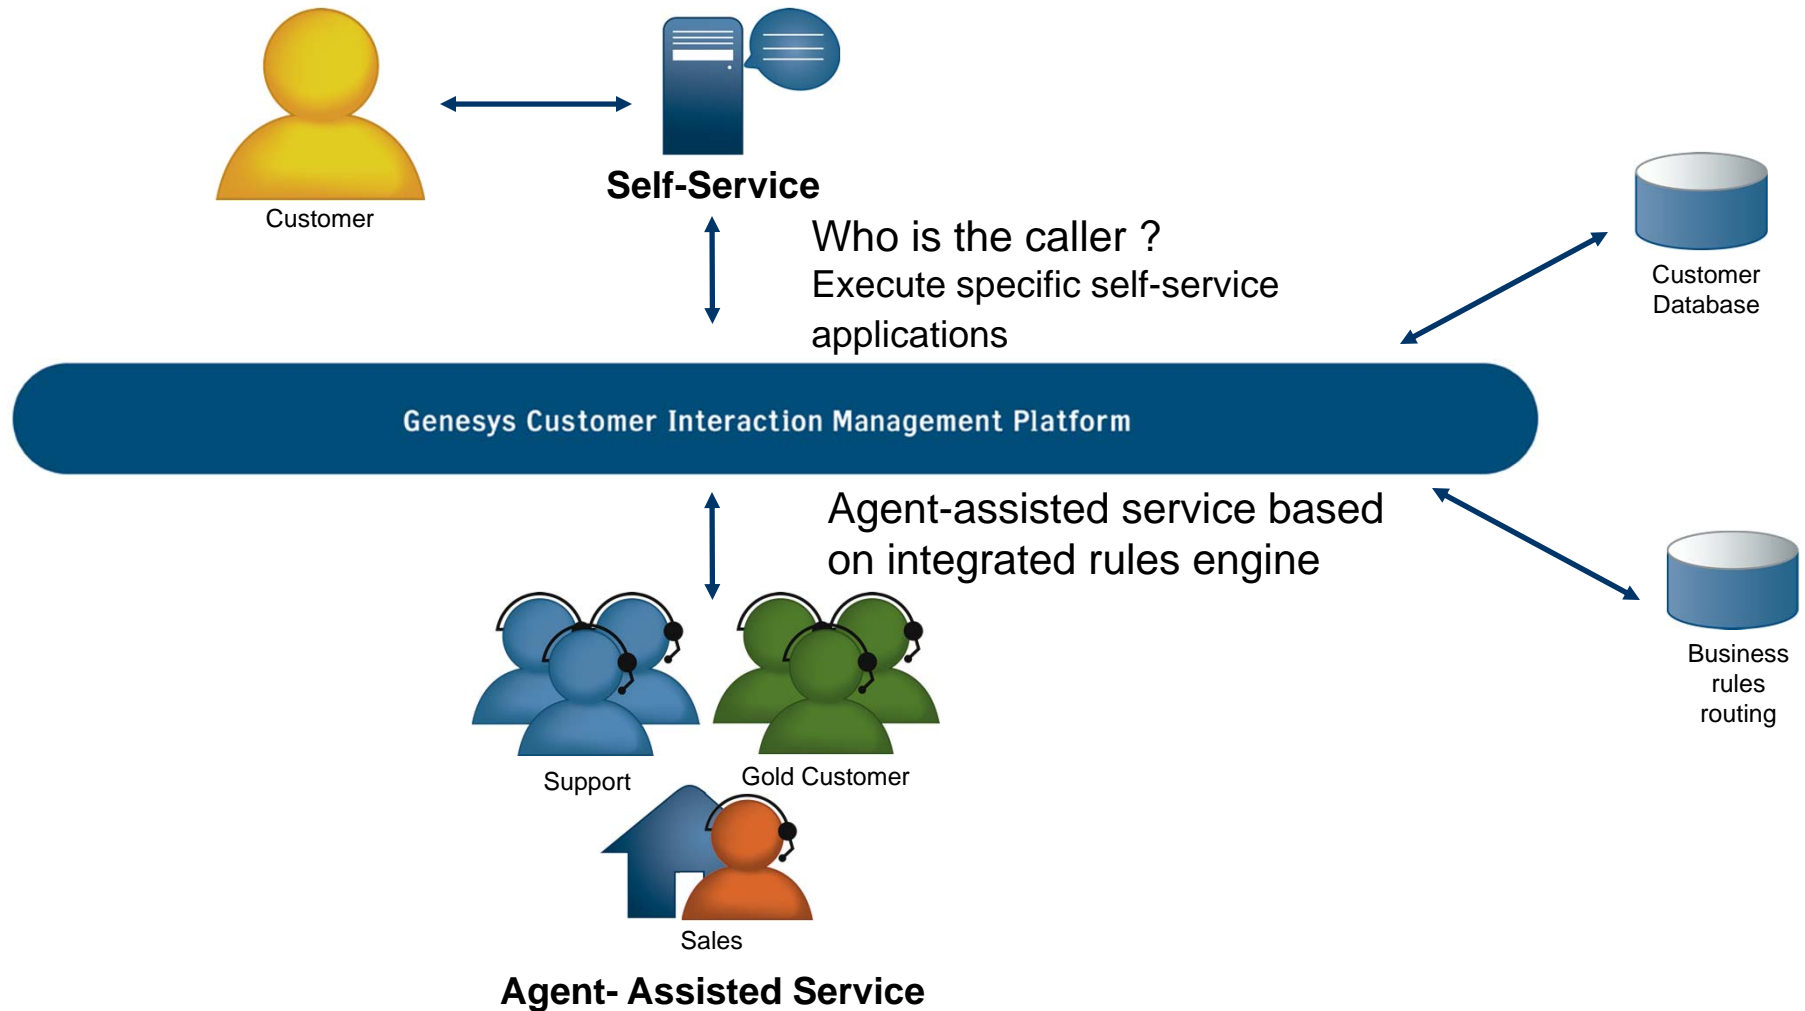 Self-Service
Customer
Who is the caller ?
Execute specific self-service
applications
Customer
Database
Genesys Customer Interaction Management Platform
Agent-assisted service based
on integrated rules engine
Business
rules
routing
Support
Gold Customer
Sales
Agent- Assisted Service